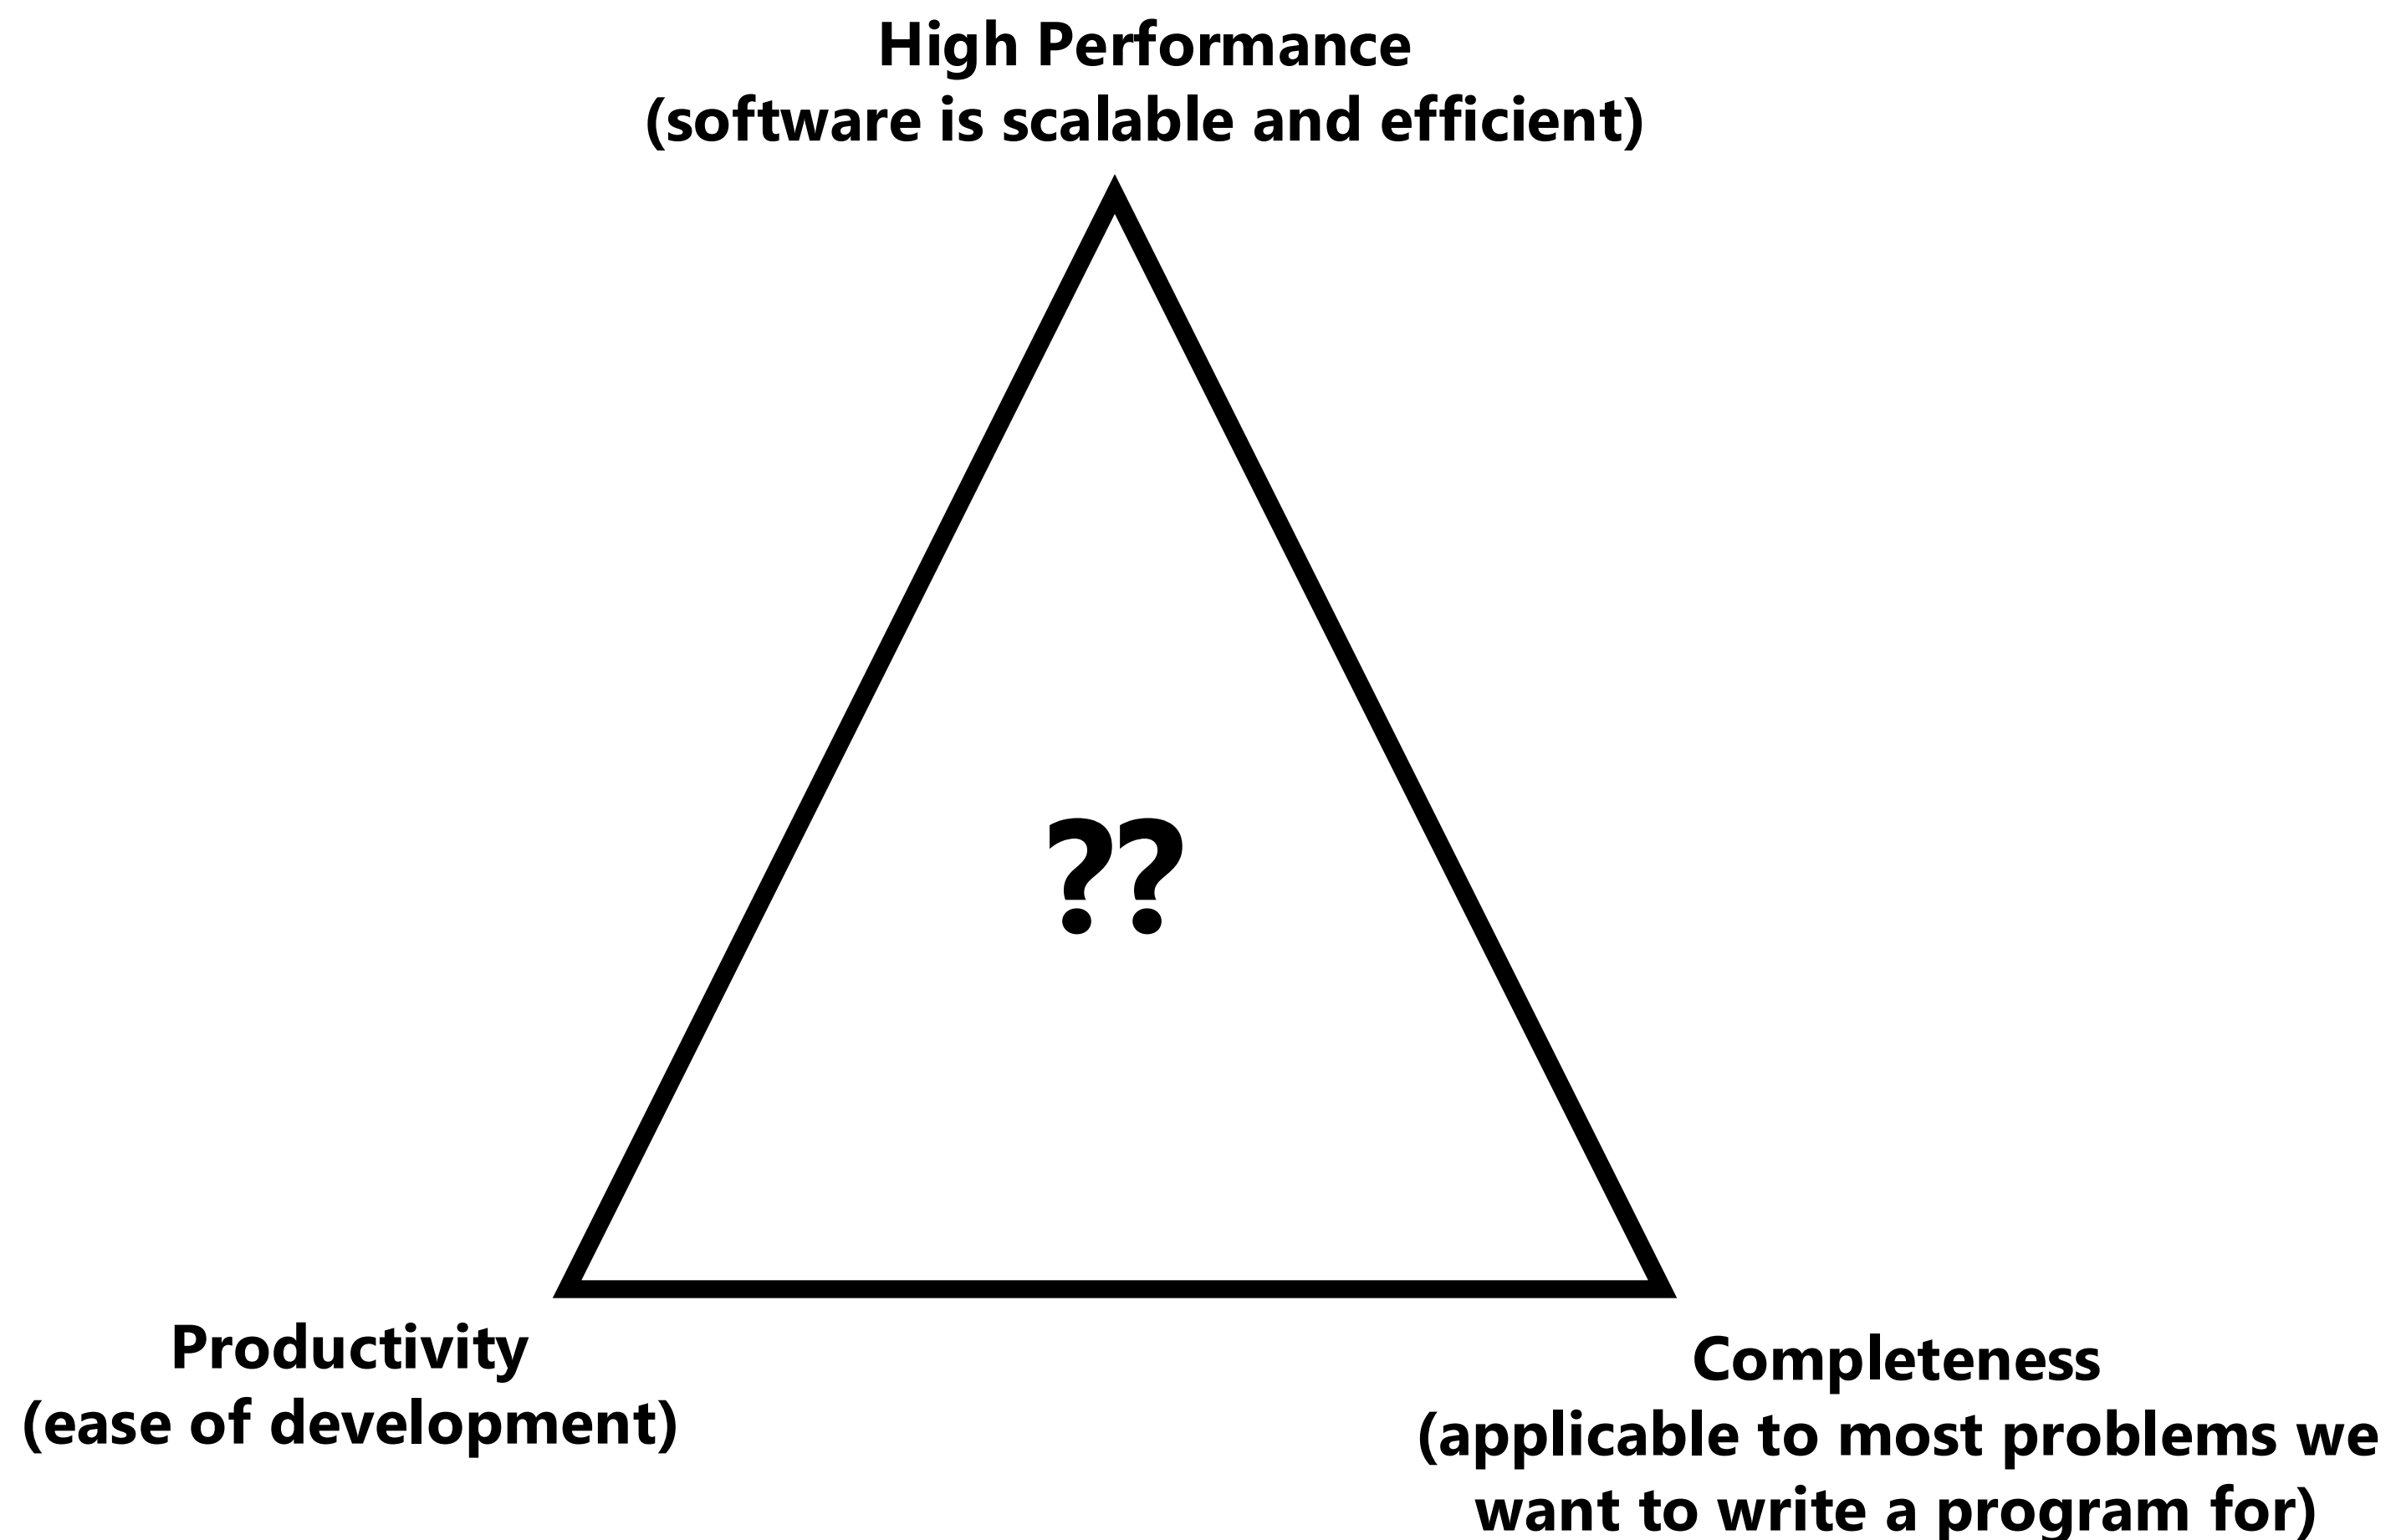 High Performance
(software is scalable and efficient)
??
Productivity
(ease of development)
Completeness
(applicable to most problems we
want to write a program for)